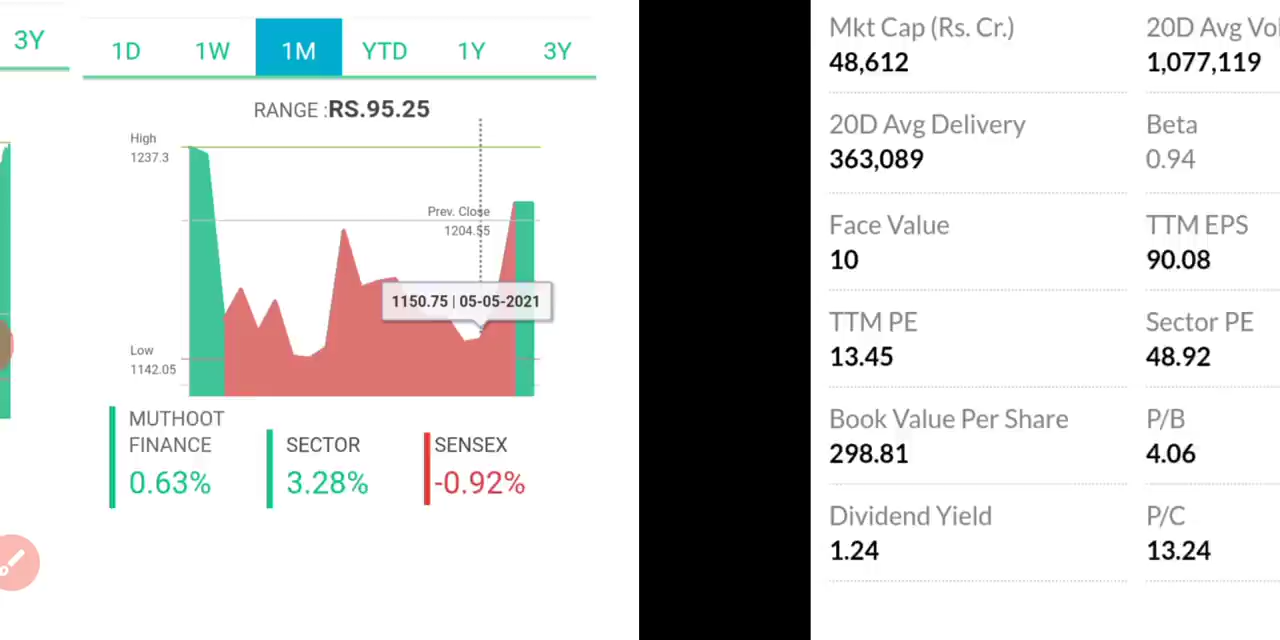 3Y
1D 1W 1M YTD 1Y 3Y
RANGE :RS.95.25
High
1237.3
Prev. Close
1204.55
1150.75 | 05-05-2021
Low
1142.05
MUTHOOT
FINANCE
0.63%
SECTOR
3.28%
SENSEX
-0.92%
Mkt Cap (Rs. Cr.)
48,612
20D Avg Vol
1,077,119
20D Avg Delivery
363,089
Beta
0.94
Face Value
10
TTM EPS
90.08
TTM PE
13.45
Sector PE
48.92
Book Value Per Share
298.81
P/B
4.06
Dividend Yield
1.24
P/C
13.24